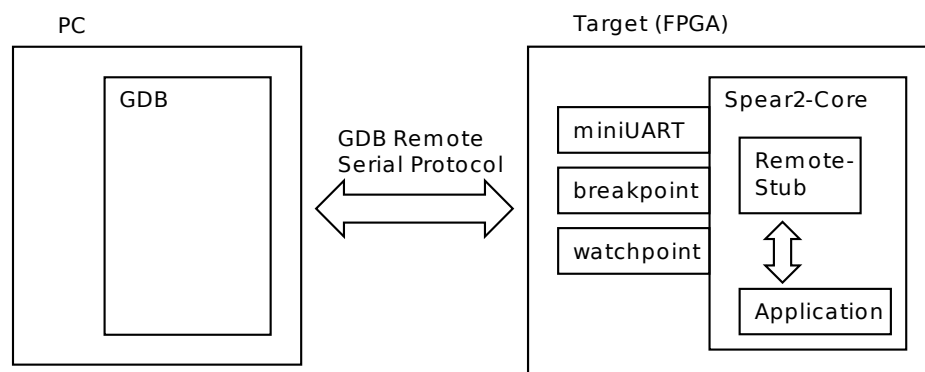 PC
Target (FPGA)
GDB
Spear2-Core
miniUART
GDB Remote
Serial Protocol
Remote-
Stub
breakpoint
watchpoint
Application